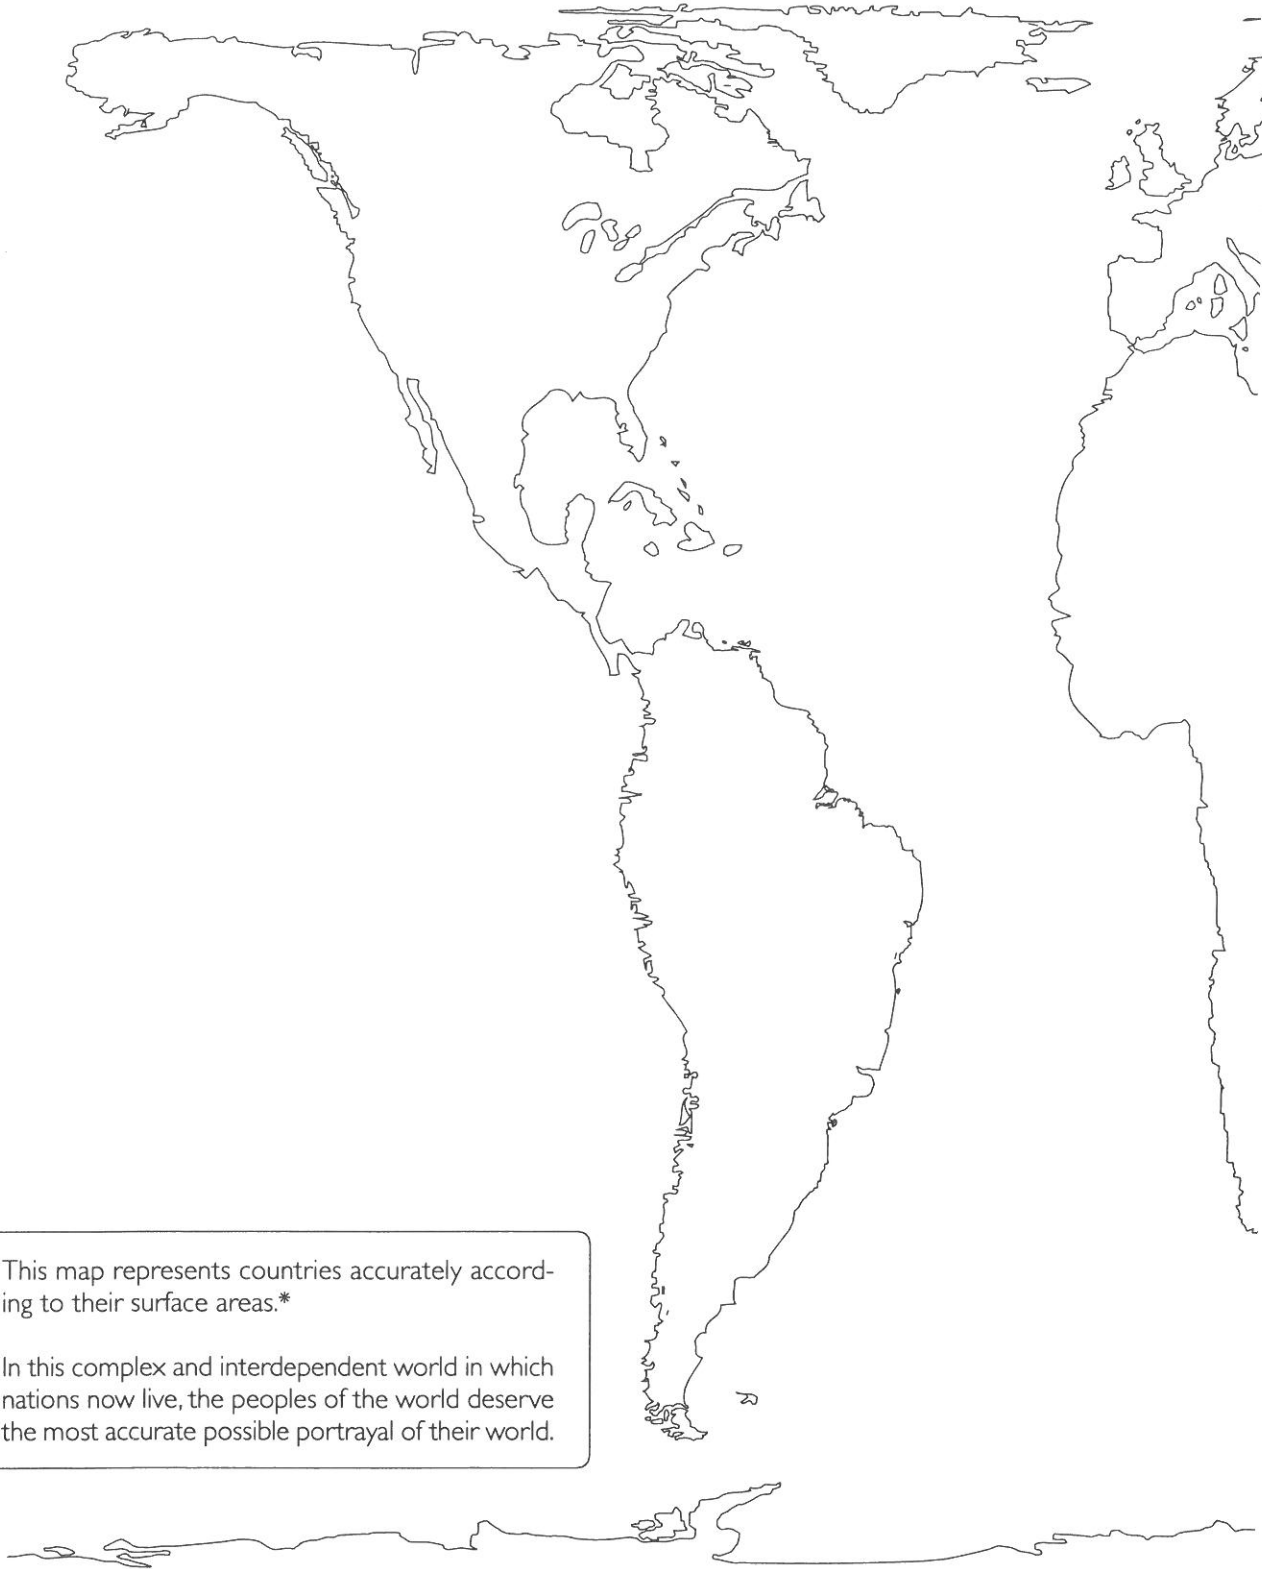 This map represents countries accurately accord-
ing to their surface areas.*
In this complex and interdependent world in which
nations now live, the peoples of the world deserve
the most accurate possible portrayal of their world.